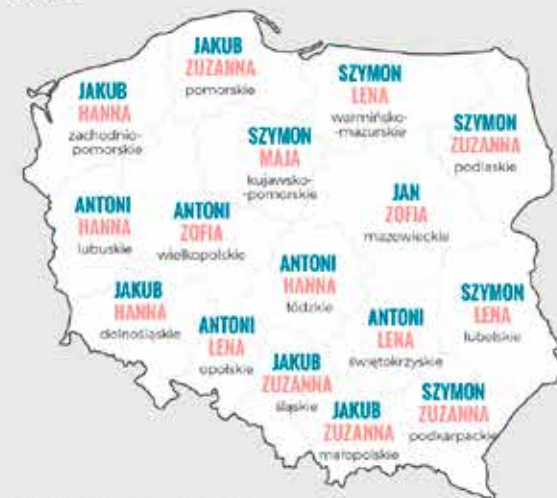 JAKUB
ZUZANNA
pomorskie
JAKUB
HANNA
zachodnio-
pomorskie
SZYMON
LENA
warmińsko-
mazurskie
SZYMON
ZUZANNA
podlaskie
SZYMON
MAJA
kujawsko-
-pomorskie
JAN
ZOFIA
mazowieckie
ANTONI
HANNA
lubuskie
ANTONI
ZOFIA
wielkopolskie
ANTONI
HANNA
łódzkie
JAKUB
HANNA
dolnośląskie
ANTONI
LENA
opolskie
JAKUB
ZUZANNA
śląskie
ANTONI
LENA
świętokrzyskie
SZYMON
LENA
lubelskie
JAKUB
ZUZANNA
małopolskie
SZYMON
ZUZANNA
podkarpackie